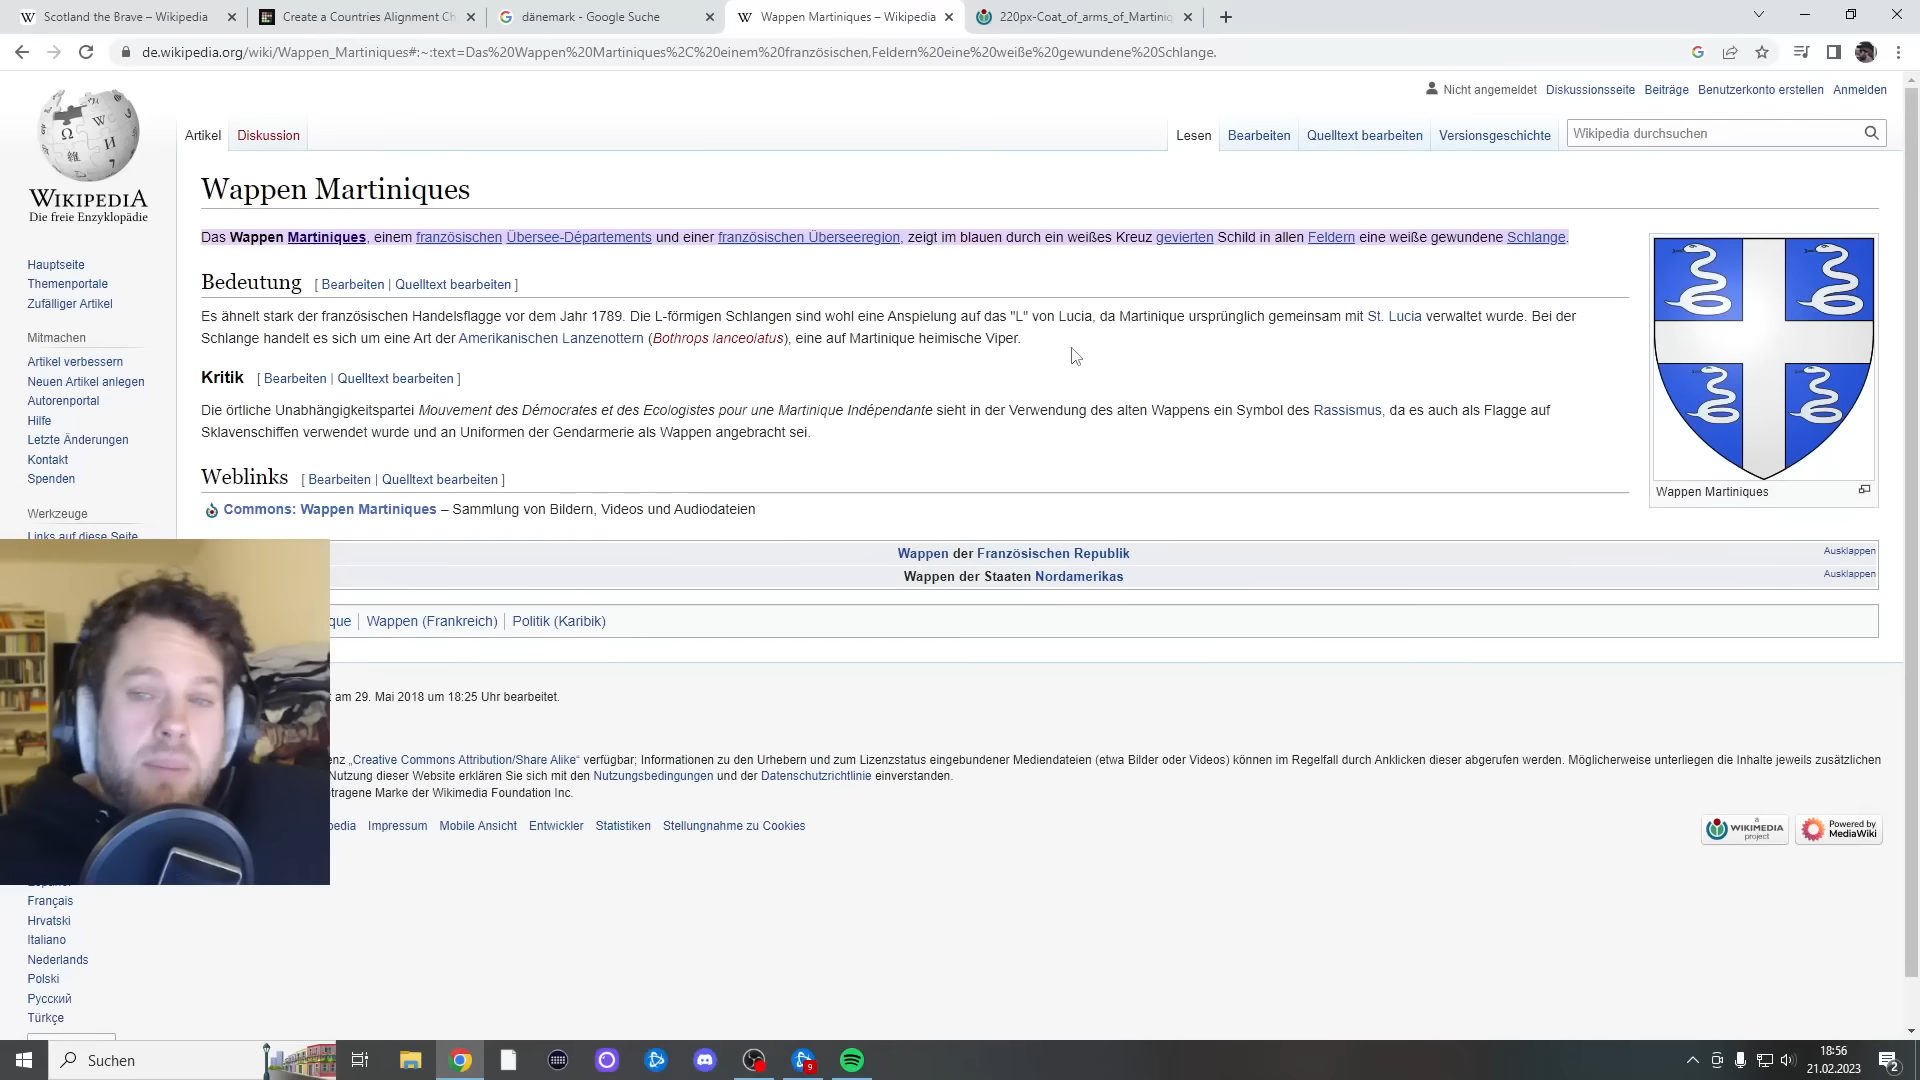 Scotland the Brave – Wikipedia
Create a Countries Alignment Ch
dänemark - Google Suche
Wappen Martiniques – Wikipedia
220px-Coat_of_arms_of_Martiniq
de.wikipedia.org/wiki/Wappen_Martiniques#:~:text=Das%20Wappen%20Martiniques%2C%20einem%20französischen,Feldern%20eine%20weiße%20gewundene%20Schlange.
Nicht angemeldet Diskussionsseite Beiträge Benutzerkonto erstellen Anmelden
Artikel Diskussion Lesen Bearbeiten Quelltext bearbeiten Versionsgeschichte Wikipedia durchsuchen
WIKIPEDIA
Die freie Enzyklopädie
Hauptseite
Themenportale
Zufälliger Artikel
Mitmachen
Artikel verbessern
Neuen Artikel anlegen
Autorenportal
Hilfe
Letzte Änderungen
Kontakt
Spenden
Werkzeuge
Links auf diese Seite
Français
Hrvatski
Italiano
Nederlands
Polski
Русский
Türkçe
Wappen Martiniques
Das Wappen Martiniques, einem französischen Übersee-Départements und einer französischen Überseeregion, zeigt im blauen durch ein weißes Kreuz gevierten Schild in allen Feldern eine weiße gewundene Schlange.
Bedeutung [ Bearbeiten | Quelltext bearbeiten ]
Es ähnelt stark der französischen Handelsflagge vor dem Jahr 1789. Die L-förmigen Schlangen sind wohl eine Anspielung auf das "L" von Lucia, da Martinique ursprünglich gemeinsam mit St. Lucia verwaltet wurde. Bei der
Schlange handelt es sich um eine Art der Amerikanischen Lanzenottern (Bothrops lanceolatus), eine auf Martinique heimische Viper.
Kritik [ Bearbeiten | Quelltext bearbeiten ]
Die örtliche Unabhängigkeitspartei Mouvement des Démocrates et des Ecologistes pour une Martinique Indépendante sieht in der Verwendung des alten Wappens ein Symbol des Rassismus, da es auch als Flagge auf
Sklavenschiffen verwendet wurde und an Uniformen der Gendarmerie als Wappen angebracht sei.
Weblinks [ Bearbeiten | Quelltext bearbeiten ]
Commons: Wappen Martiniques – Sammlung von Bildern, Videos und Audiodateien
Wappen Martiniques
Wappen der Französischen Republik Ausklappen
Wappen der Staaten Nordamerikas Ausklappen
que | Wappen (Frankreich) | Politik (Karibik)
t am 29. Mai 2018 um 18:25 Uhr bearbeitet.
enz „Creative Commons Attribution/Share Alike“ verfügbar; Informationen zu den Urhebern und zum Lizenzstatus eingebundener Mediendateien (etwa Bilder oder Videos) können im Regelfall durch Anklicken dieser abgerufen werden. Möglicherweise unterliegen die Inhalte jeweils zusätzlichen
Nutzung dieser Website erklären Sie sich mit den Nutzungsbedingungen und der Datenschutzrichtlinie einverstanden.
tragene Marke der Wikimedia Foundation Inc.
pedia Impressum Mobile Ansicht Entwickler Statistiken Stellungnahme zu Cookies
a WIKIMEDIA project
Powered by MediaWiki
Suchen
9
18:56
21.02.2023
2